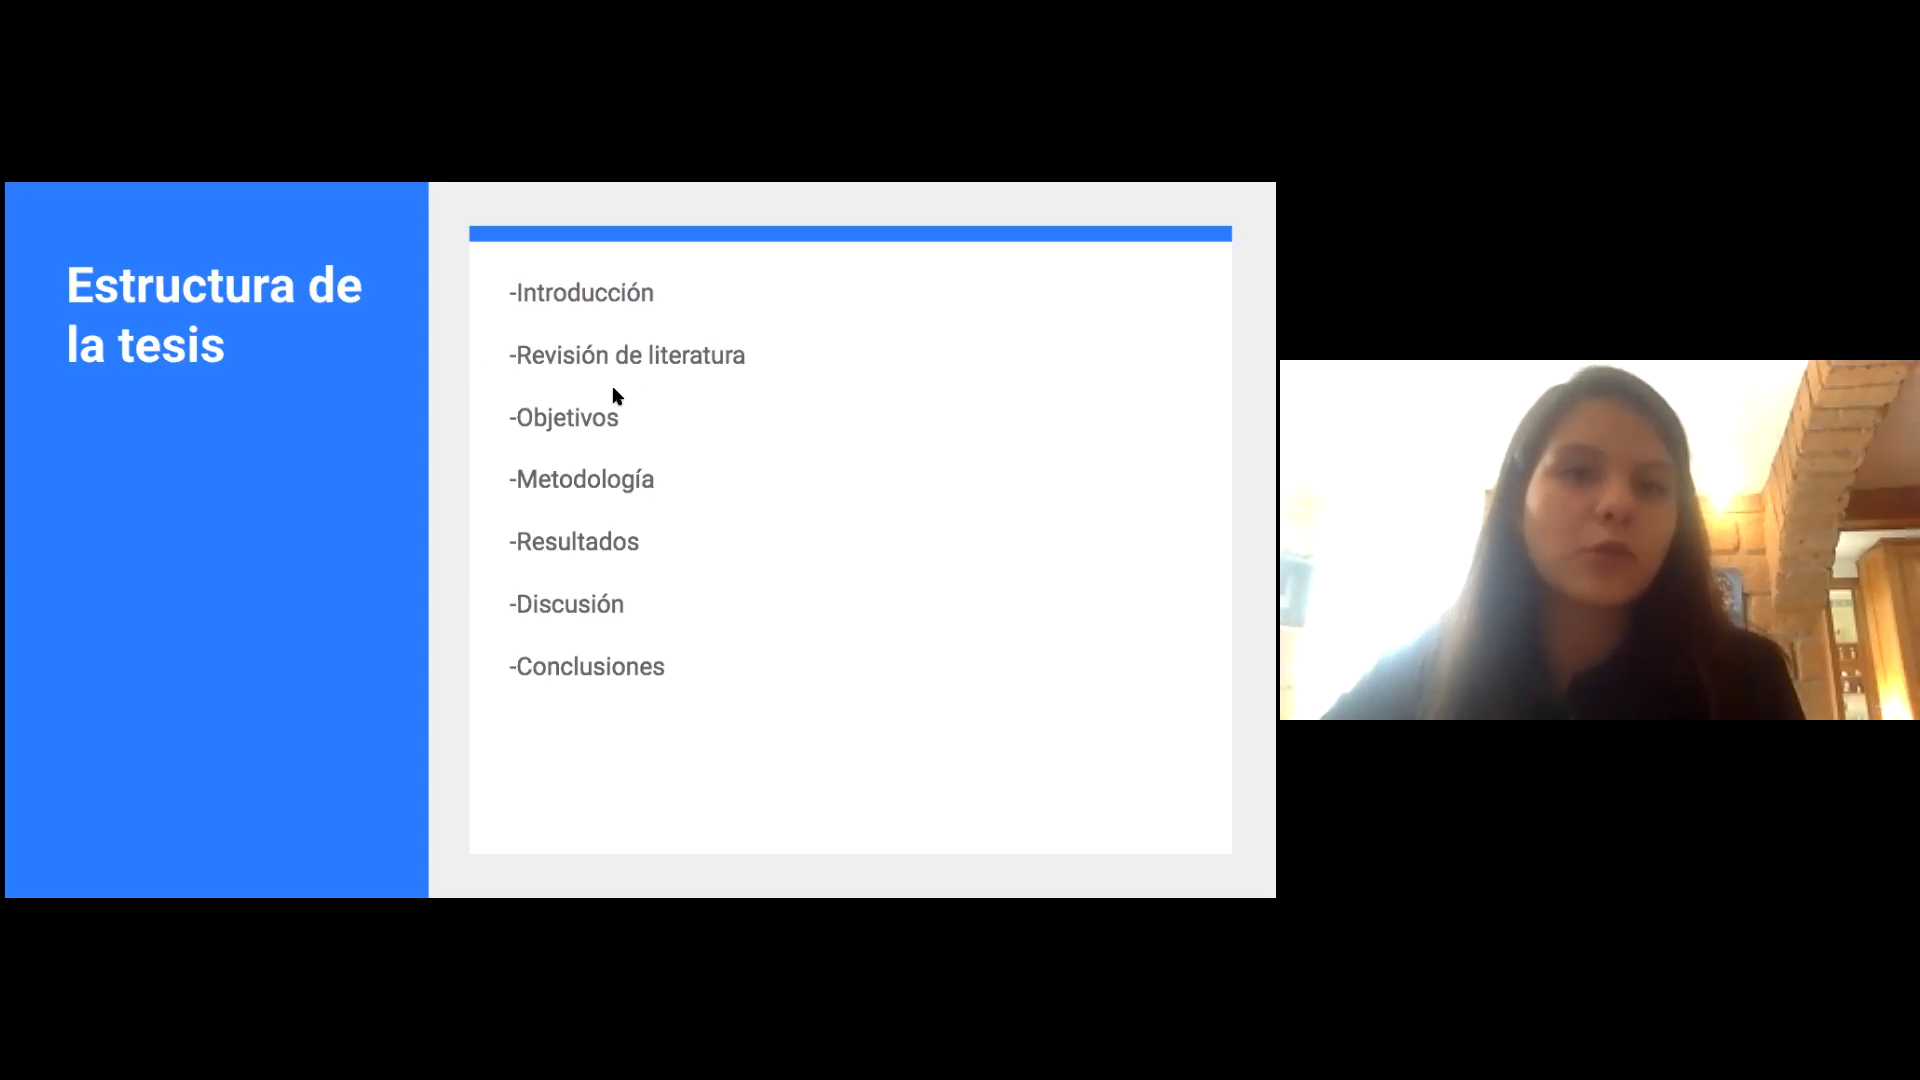 Estructura de
la tesis
-Introducción
-Revisión de literatura
-Objetivos
-Metodología
-Resultados
-Discusión
-Conclusiones